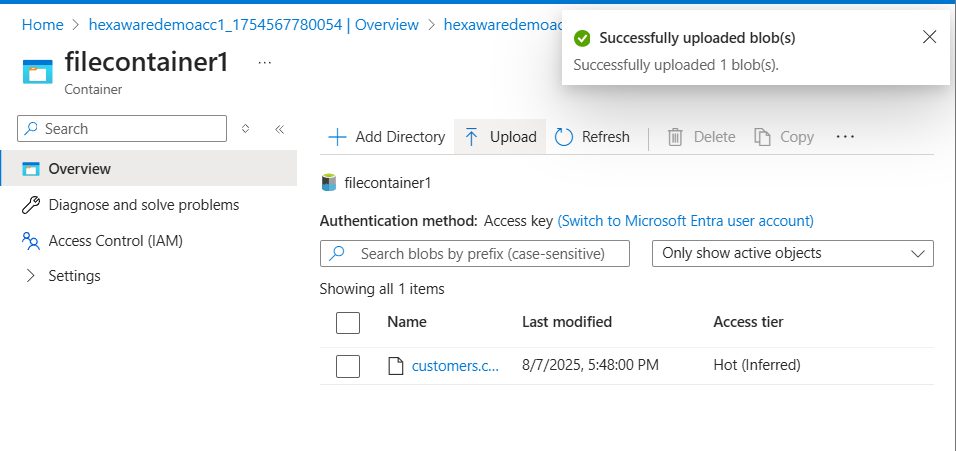 Home > hexawaredemoacc1_1754567780054 | Overview > hexawaredemoac
Successfully uploaded blob(s)
Successfully uploaded 1 blob(s).
filecontainer1 ...
Container
Search
Add Directory Upload Refresh Delete Copy ...
Overview
Diagnose and solve problems
Access Control (IAM)
Settings
filecontainer1
Authentication method: Access key (Switch to Microsoft Entra user account)
Search blobs by prefix (case-sensitive)
Only show active objects
Showing all 1 items
Name Last modified Access tier
customers.c... 8/7/2025, 5:48:00 PM Hot (Inferred)